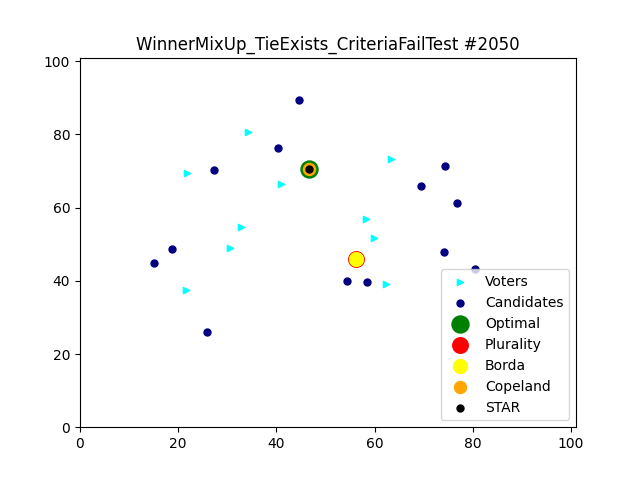 WinnerMixUp_TieExists_CriteriaFailTest #2050
100
80
60
40
20
0
0 20 40 60 80 100
Voters
Candidates
Optimal
Plurality
Borda
Copeland
STAR